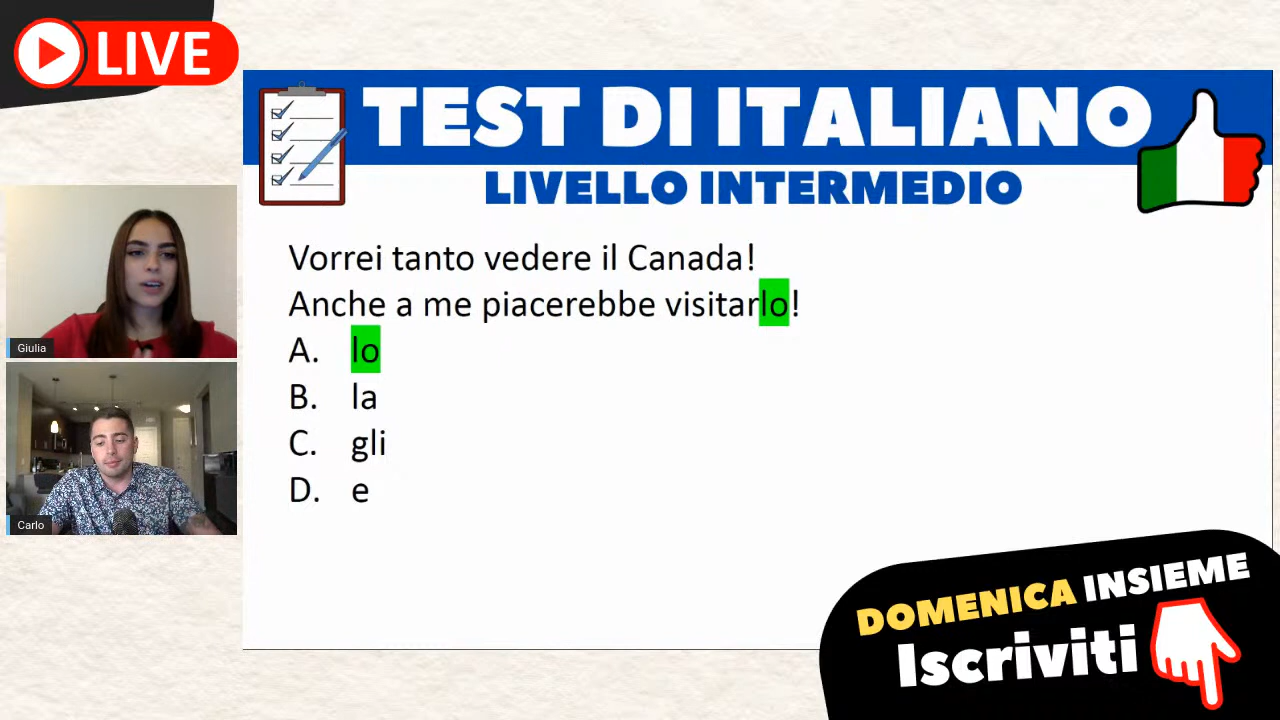 LIVE
TEST DI ITALIANO
LIVELLO INTERMEDIO
Vorrei tanto vedere il Canada!
Anche a me piacerebbe visitarlo!
A. lo
B. la
C. gli
D. e
Giulia
Carlo
DOMENICA INSIEME
Iscriviti